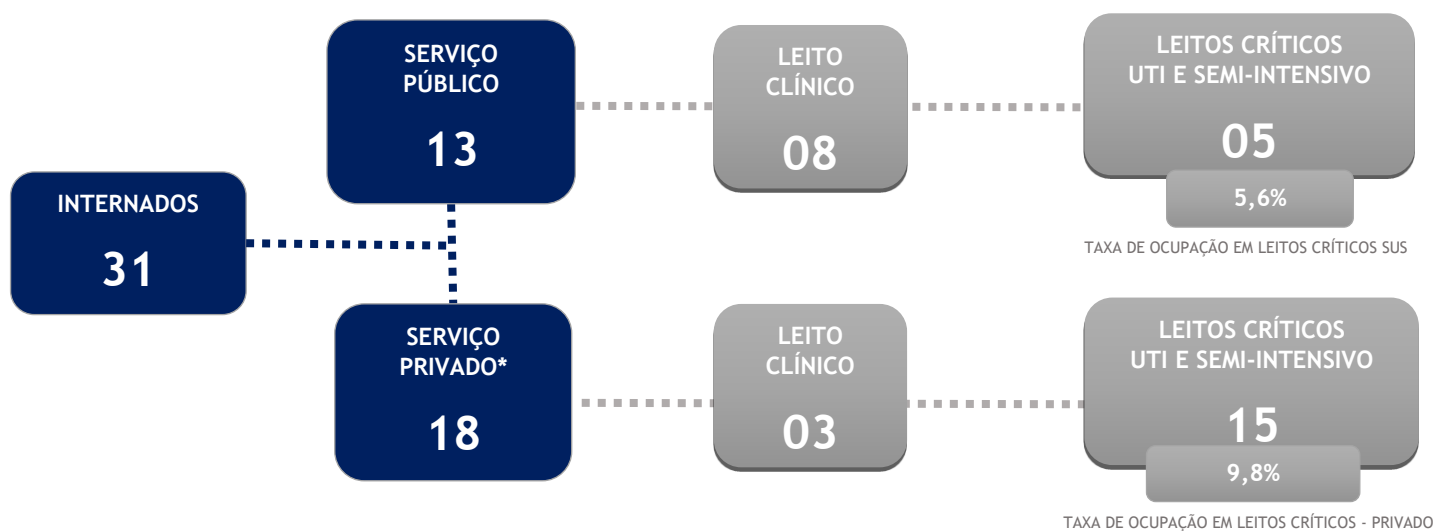 INTERNADOS
31
SERVIÇO
PÚBLICO
13
LEITO
CLÍNICO
08
LEITOS CRÍTICOS
UTI E SEMI-INTENSIVO
05
5,6%
TAXA DE OCUPAÇÃO EM LEITOS CRÍTICOS SUS
SERVIÇO
PRIVADO*
18
LEITO
CLÍNICO
03
LEITOS CRÍTICOS
UTI E SEMI-INTENSIVO
15
9,8%
TAXA DE OCUPAÇÃO EM LEITOS CRÍTICOS - PRIVADO